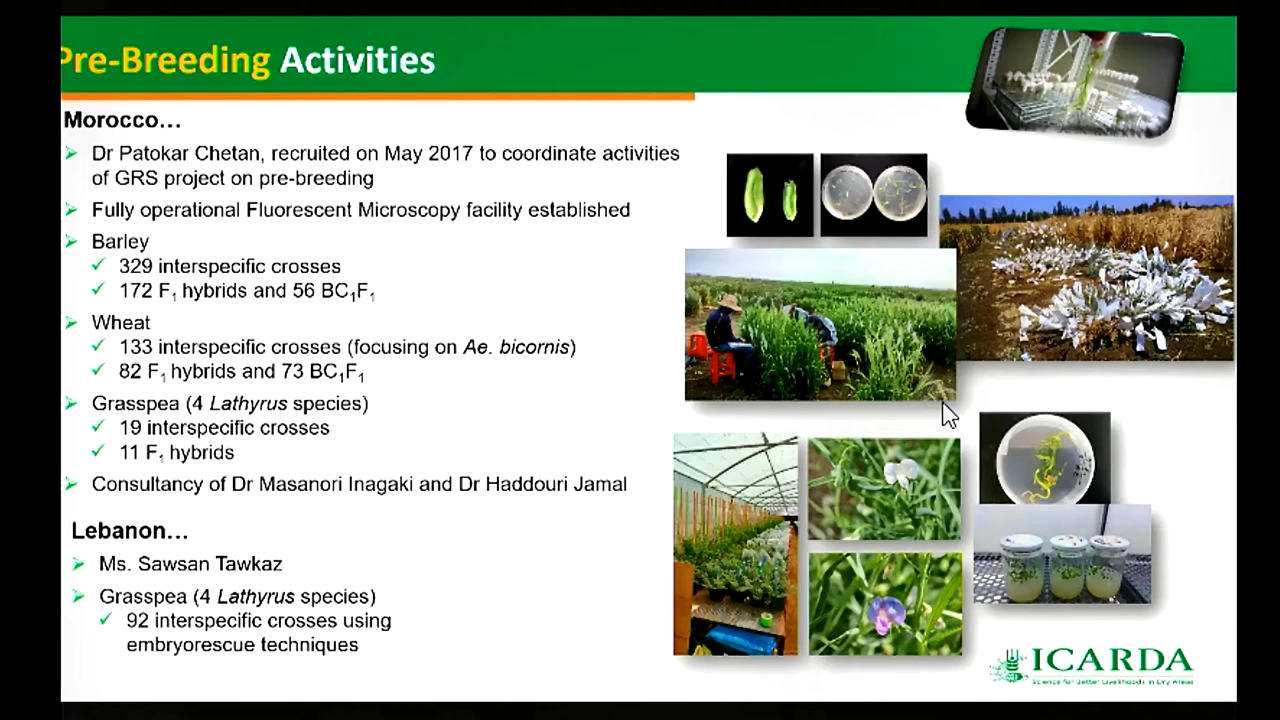 Pre-Breeding Activities
Morocco...
Dr Patokar Chetan, recruited on May 2017 to coordinate activities
of GRS project on pre-breeding
Fully operational Fluorescent Microscopy facility established
Barley
✓ 329 interspecific crosses
✓ 172 F₁ hybrids and 56 BC₁F₁
Wheat
✓ 133 interspecific crosses (focusing on Ae. bicornis)
✓ 82 F₁ hybrids and 73 BC₁F₁
Grasspea (4 Lathyrus species)
✓ 19 interspecific crosses
✓ 11 F₁ hybrids
Consultancy of Dr Masanori Inagaki and Dr Haddouri Jamal
Lebanon...
Ms. Sawsan Tawkaz
Grasspea (4 Lathyrus species)
✓ 92 interspecific crosses using
embryorescue techniques
ICARDA
Science for Better Livelihoods in Dry Areas